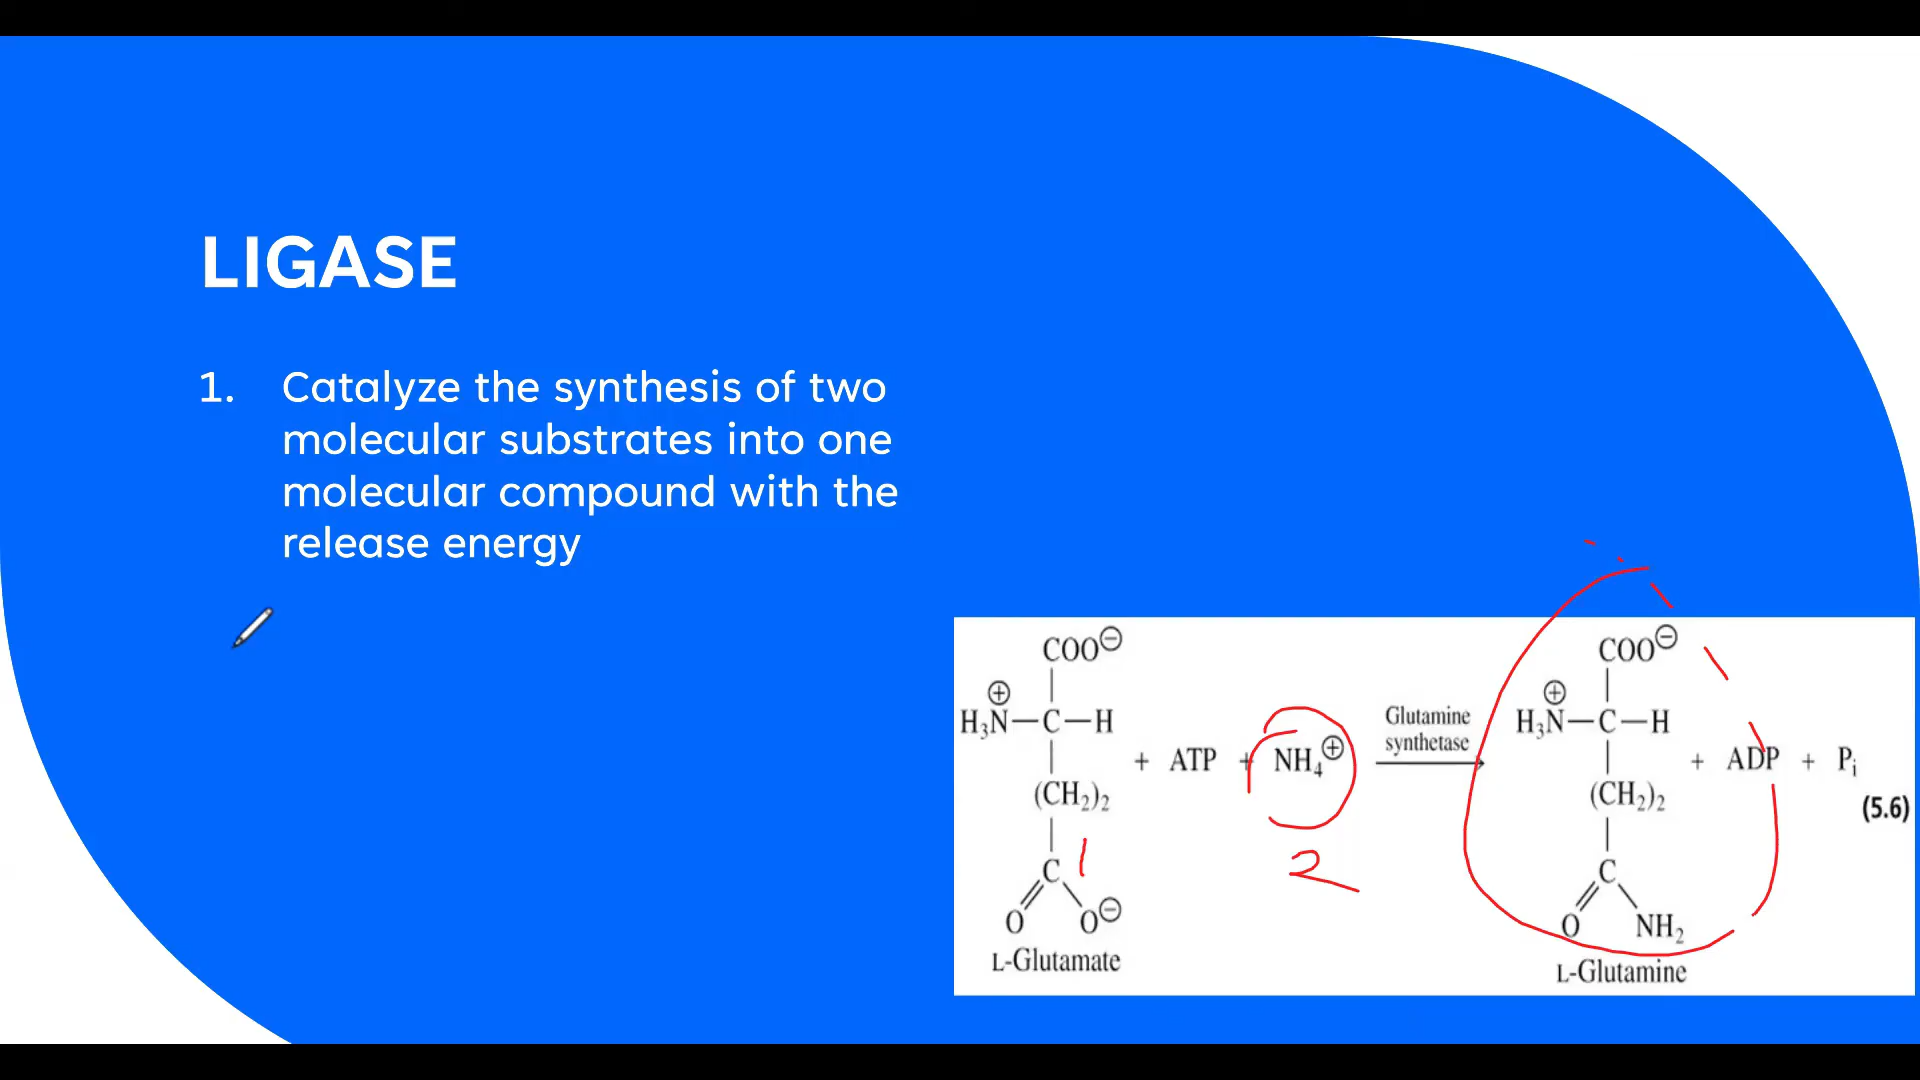 LIGASE
1. Catalyze the synthesis of two
molecular substrates into one
molecular compound with the
release energy
COO⊖
⊕
H₃N—C—H
(CH₂)₂
C
O O⊖
L-Glutamate
+ ATP + NH₄⊕
1
2
Glutamine
synthetase
COO⊖
⊕
H₃N—C—H
(CH₂)₂
C
O NH₂
L-Glutamine
+ ADP + Pᵢ
(5.6)